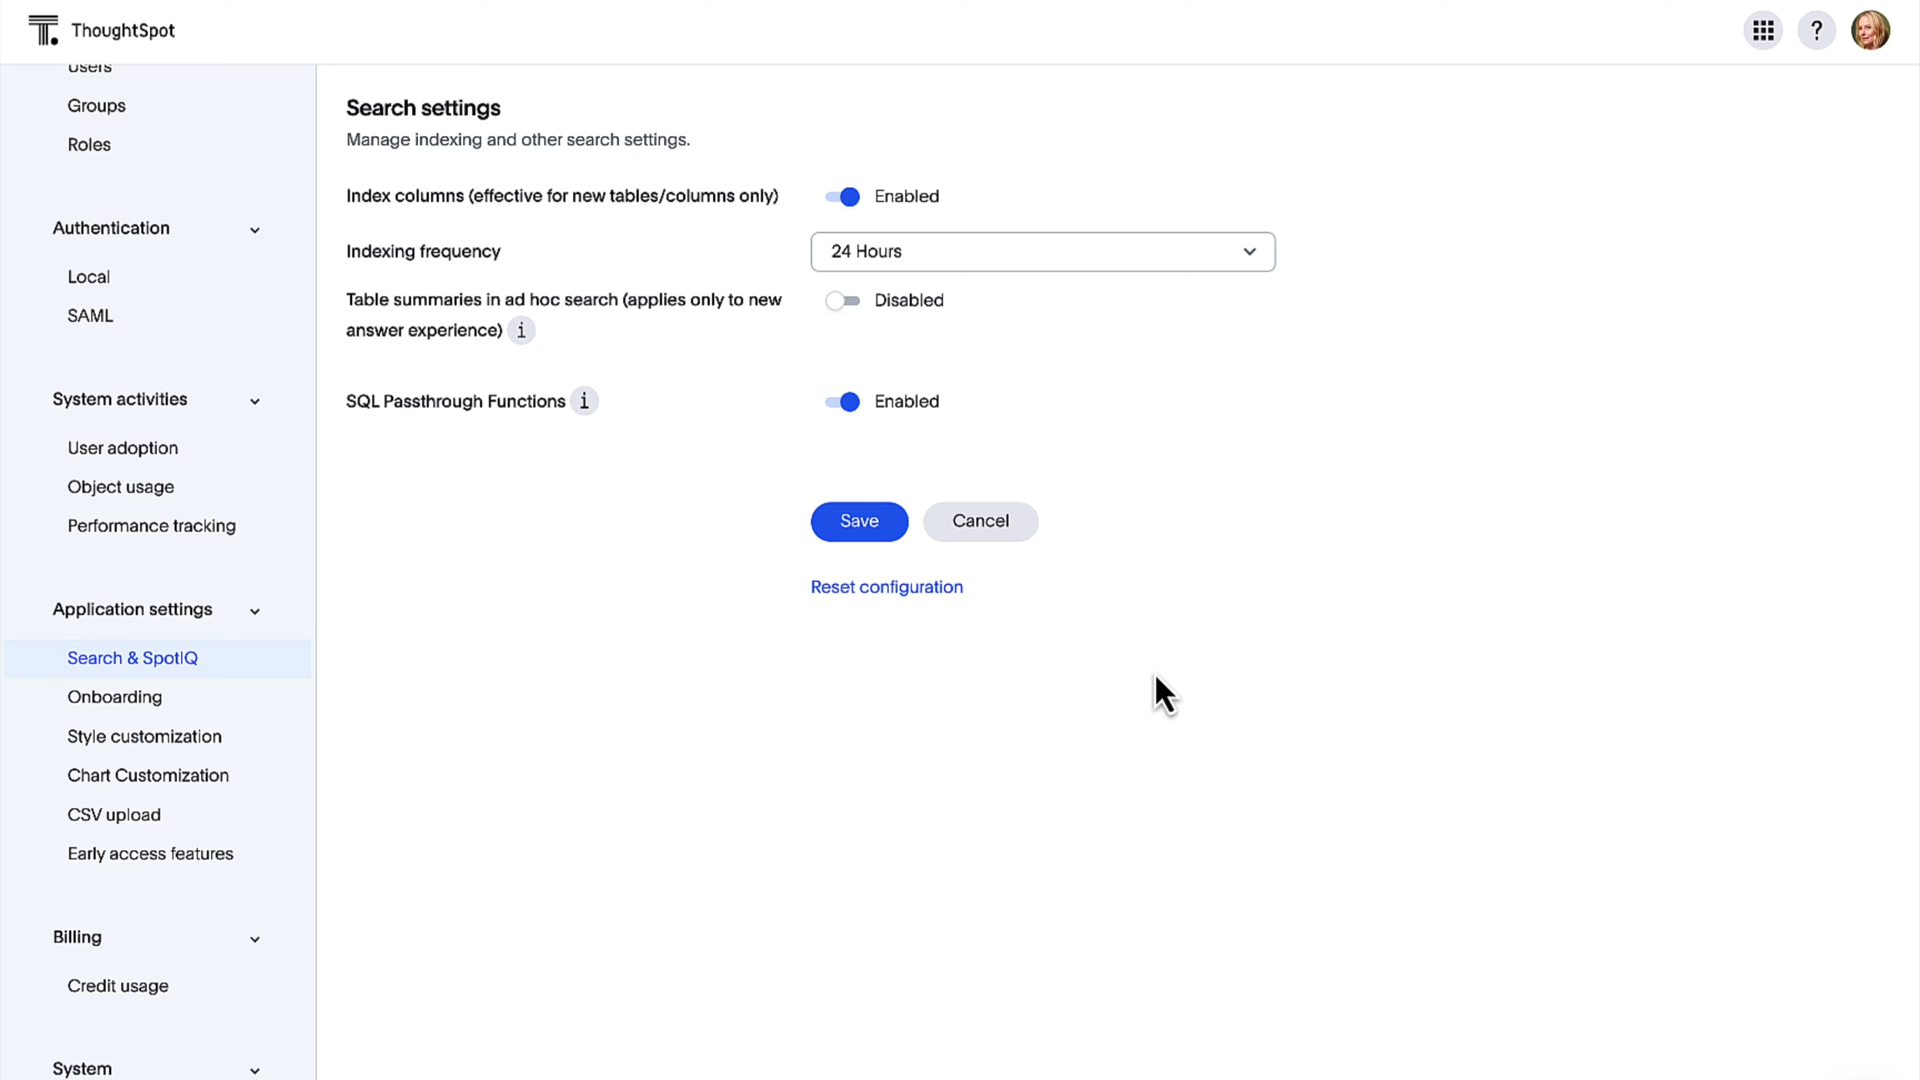 ThoughtSpot
?
Users
Groups
Roles
Authentication
Local
SAML
System activities
User adoption
Object usage
Performance tracking
Application settings
Search & SpotIQ
Onboarding
Style customization
Chart Customization
CSV upload
Early access features
Billing
Credit usage
System
Search settings
Manage indexing and other search settings.
Index columns (effective for new tables/columns only)
Enabled
Indexing frequency
24 Hours
Table summaries in ad hoc search (applies only to new
answer experience) i
Disabled
SQL Passthrough Functions i
Enabled
Save
Cancel
Reset configuration